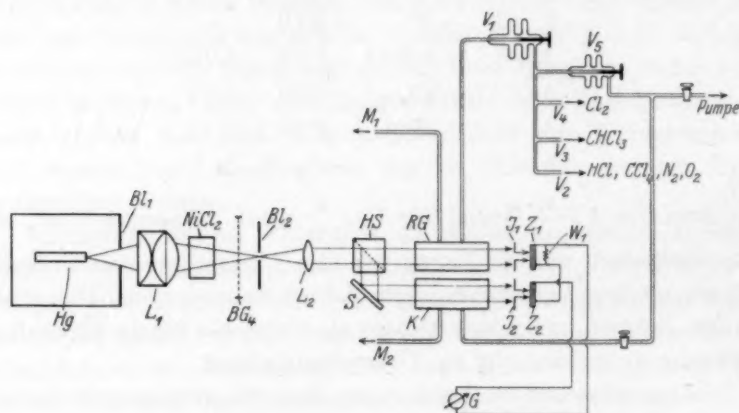 V₁
V₅
Cl₂
V₄
Pumpe
M₁
CHCl₃
V₃
HCl, CCl₄, N₂, O₂
V₂
Bl₁
NiCl₂
Bl₂
HS
RG
J₁ Z₁
W₁
Hg
L₁
BG₄
L₂
S
K
J₂ Z₂
M₂
G